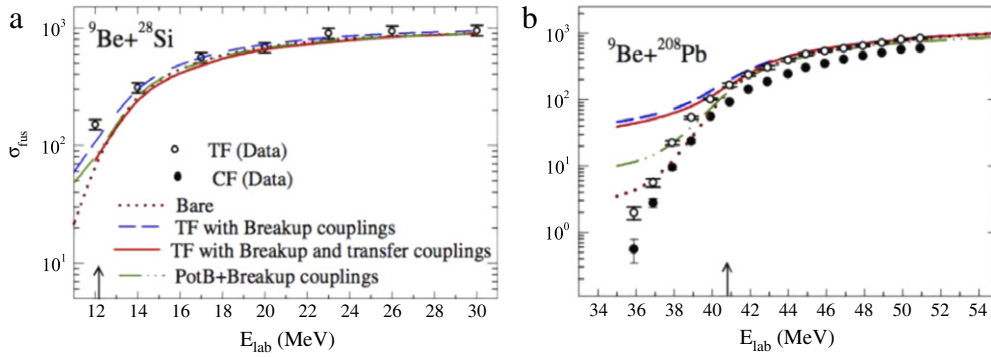 a
⁹Be+²⁸Si
10³
10²
10¹
σfus
TF (Data)
CF (Data)
Bare
TF with Breakup couplings
TF with Breakup and transfer couplings
PotB+Breakup couplings
12 14 16 18 20 22 24 26 28 30
E_lab (MeV)
b
⁹Be+²⁰⁸Pb
10³
10²
10¹
10⁰
34 36 38 40 42 44 46 48 50 52 54
E_lab (MeV)